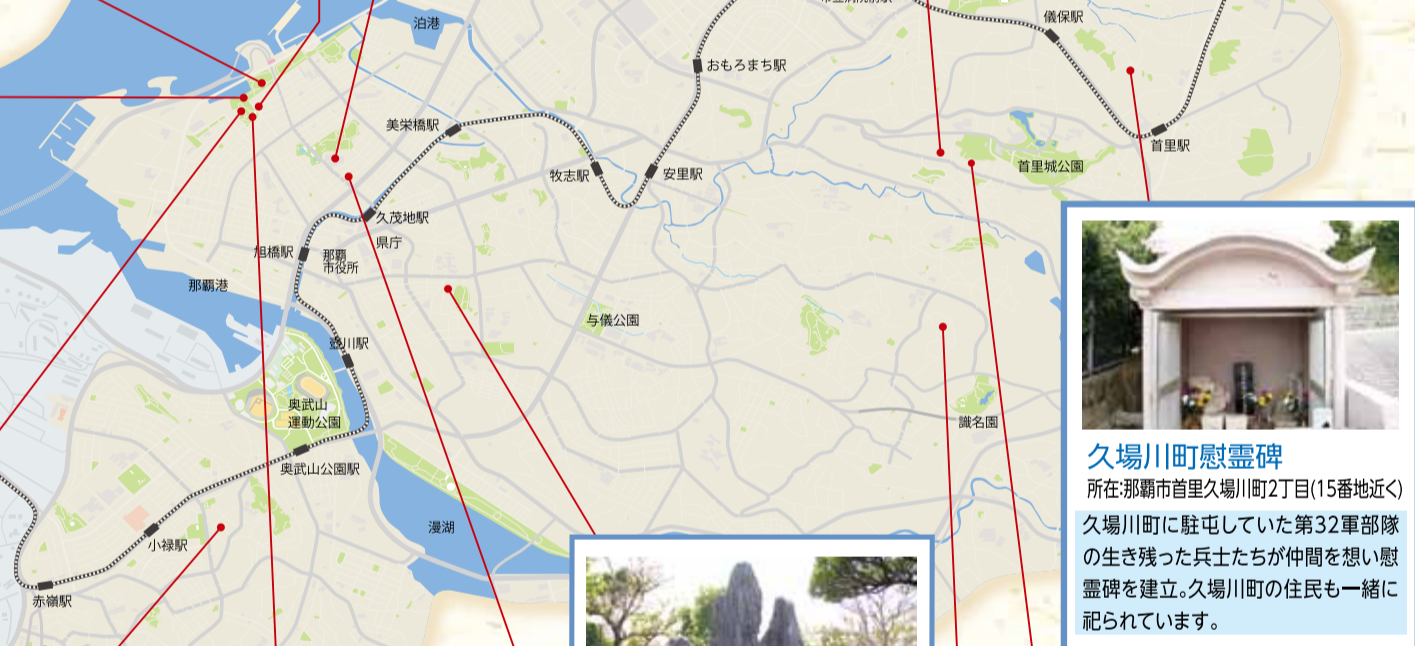 泊港
儀保駅
おもろまち駅
美栄橋駅
首里駅
牧志駅
安里駅
首里城公園
久茂地駅
県庁
旭橋駅
那覇
市役所
那覇港
与儀公園
壺川駅
奥武山
運動公園
識名園
奥武山公園駅
漫湖
小禄駅
赤嶺駅
久場川町慰霊碑
所在:那覇市首里久場川町2丁目(15番地近く)
久場川町に駐屯していた第32軍部隊
の生き残った兵士たちが仲間を想い慰
霊碑を建立。久場川町の住民も一緒に
祀られています。